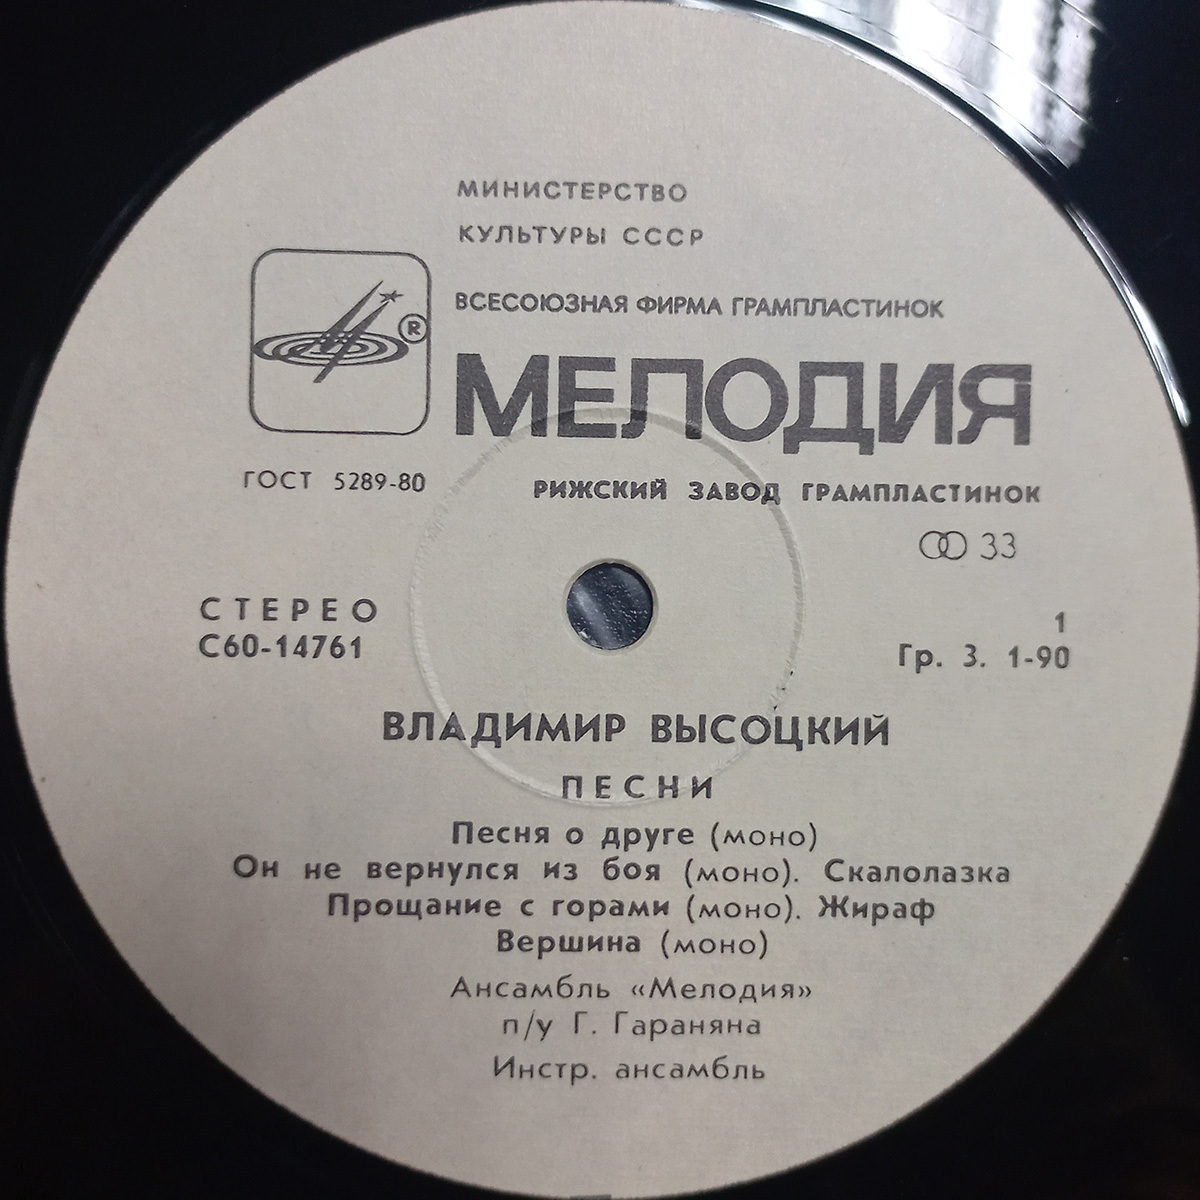 МИНИСТЕРСТВО
КУЛЬТУРЫ СССР
ВСЕСОЮЗНАЯ ФИРМА ГРАМПЛАСТИНОК
®
МЕЛОДИЯ
ГОСТ 5289-80
РИЖСКИЙ ЗАВОД ГРАМПЛАСТИНОК
33
СТЕРЕО
С60-14761
1
Гр. 3. 1-90
ВЛАДИМИР ВЫСОЦКИЙ
ПЕСНИ
Песня о друге (моно)
Он не вернулся из боя (моно). Скалолазка
Прощание с горами (моно). Жираф
Вершина (моно)
Ансамбль «Мелодия»
п/у Г. Гараняна
Инстр. ансамбль